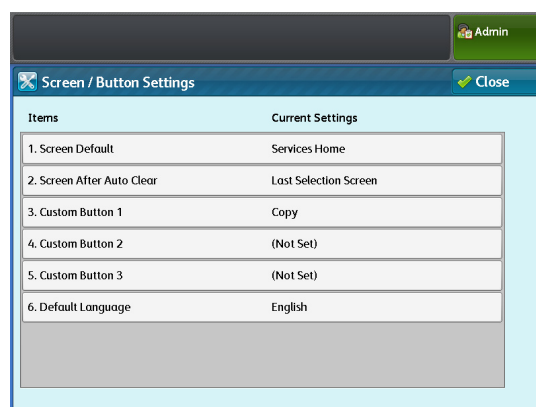 Admin
Screen / Button Settings
Close
Items Current Settings
1. Screen Default Services Home
2. Screen After Auto Clear Last Selection Screen
3. Custom Button 1 Copy
4. Custom Button 2 (Not Set)
5. Custom Button 3 (Not Set)
6. Default Language English